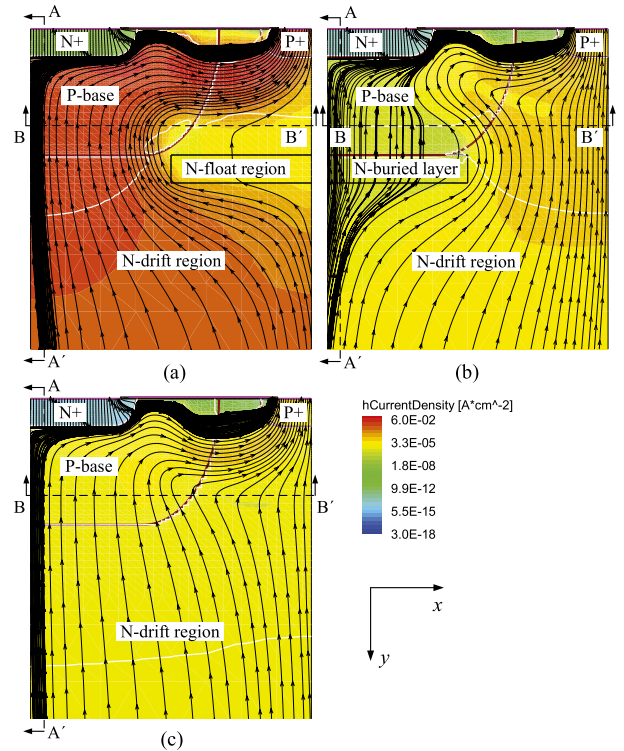 A A
N+ P+ N+ P+
P-base P-base
B B´ B B´
N-float region N-buried layer
N-drift region N-drift region
A´ (a) A´ (b)
A
N+ P+
P-base
B B´
N-drift region
A´ (c)
hCurrentDensity [A*cm^-2]
6.0E-02
3.3E-05
1.8E-08
9.9E-12
5.5E-15
3.0E-18
x
y